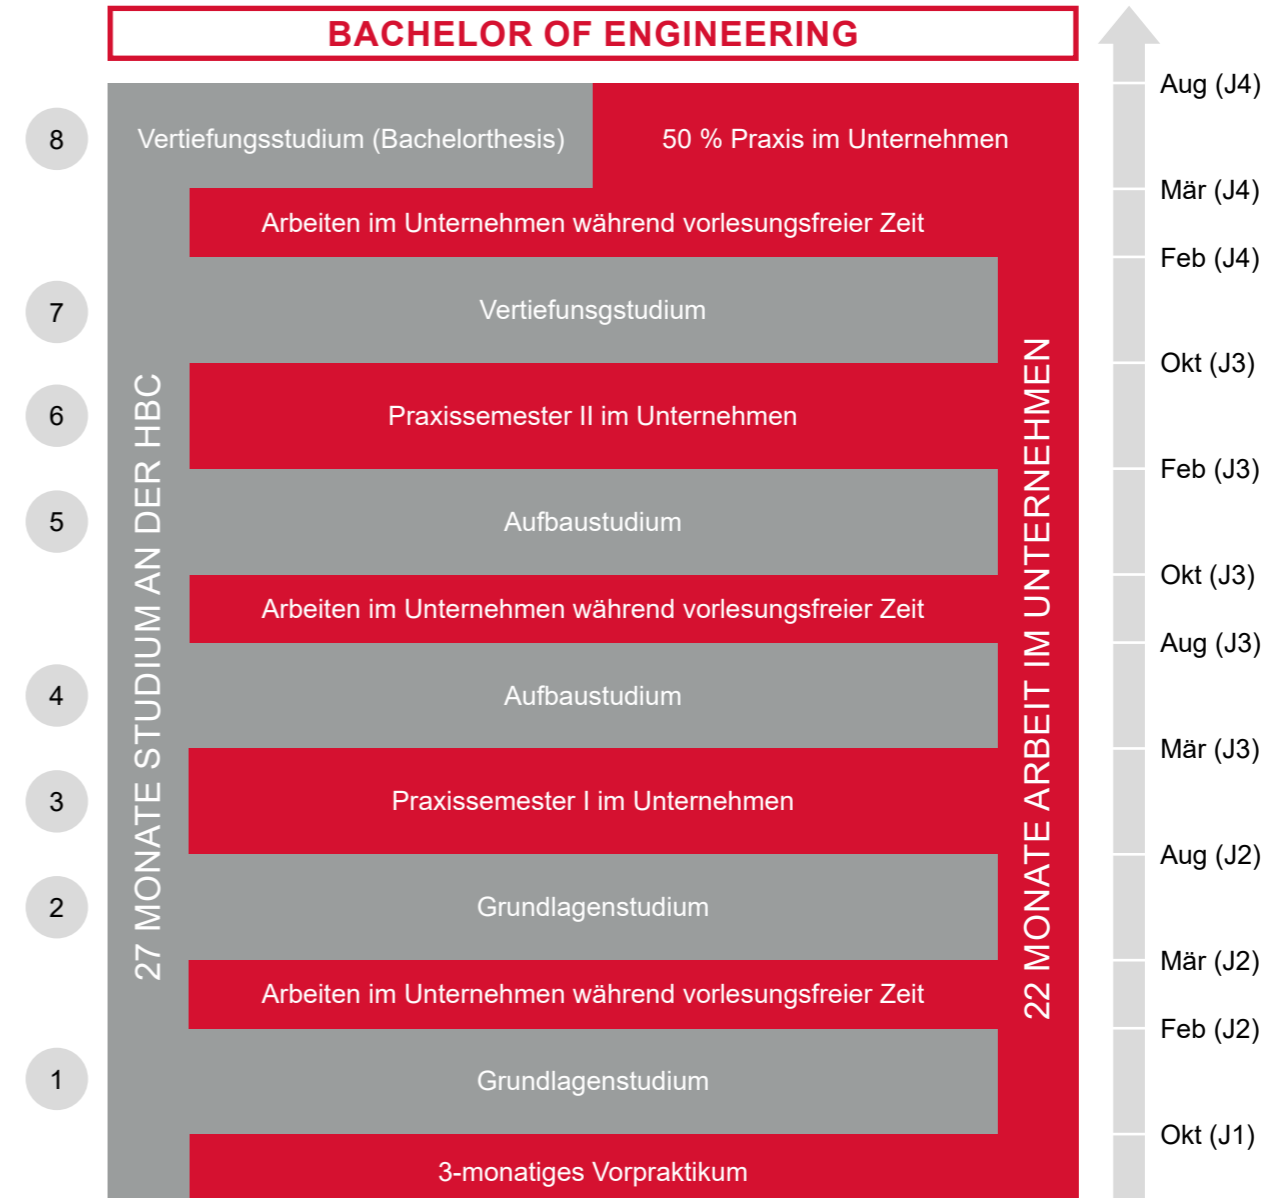 BACHELOR OF ENGINEERING
Aug (J4)
8
Vertiefungsstudium (Bachelorthesis)
50 % Praxis im Unternehmen
Mär (J4)
Arbeiten im Unternehmen während vorlesungsfreier Zeit
Feb (J4)
7
Vertiefunsgstudium
Okt (J3)
6
Praxissemester II im Unternehmen
Feb (J3)
5
Aufbaustudium
Okt (J3)
Arbeiten im Unternehmen während vorlesungsfreier Zeit
Aug (J3)
4
Aufbaustudium
Mär (J3)
3
Praxissemester I im Unternehmen
Aug (J2)
2
Grundlagenstudium
Mär (J2)
Arbeiten im Unternehmen während vorlesungsfreier Zeit
Feb (J2)
1
Grundlagenstudium
Okt (J1)
3-monatiges Vorpraktikum
27 MONATE STUDIUM AN DER HBC
22 MONATE ARBEIT IM UNTERNEHMEN